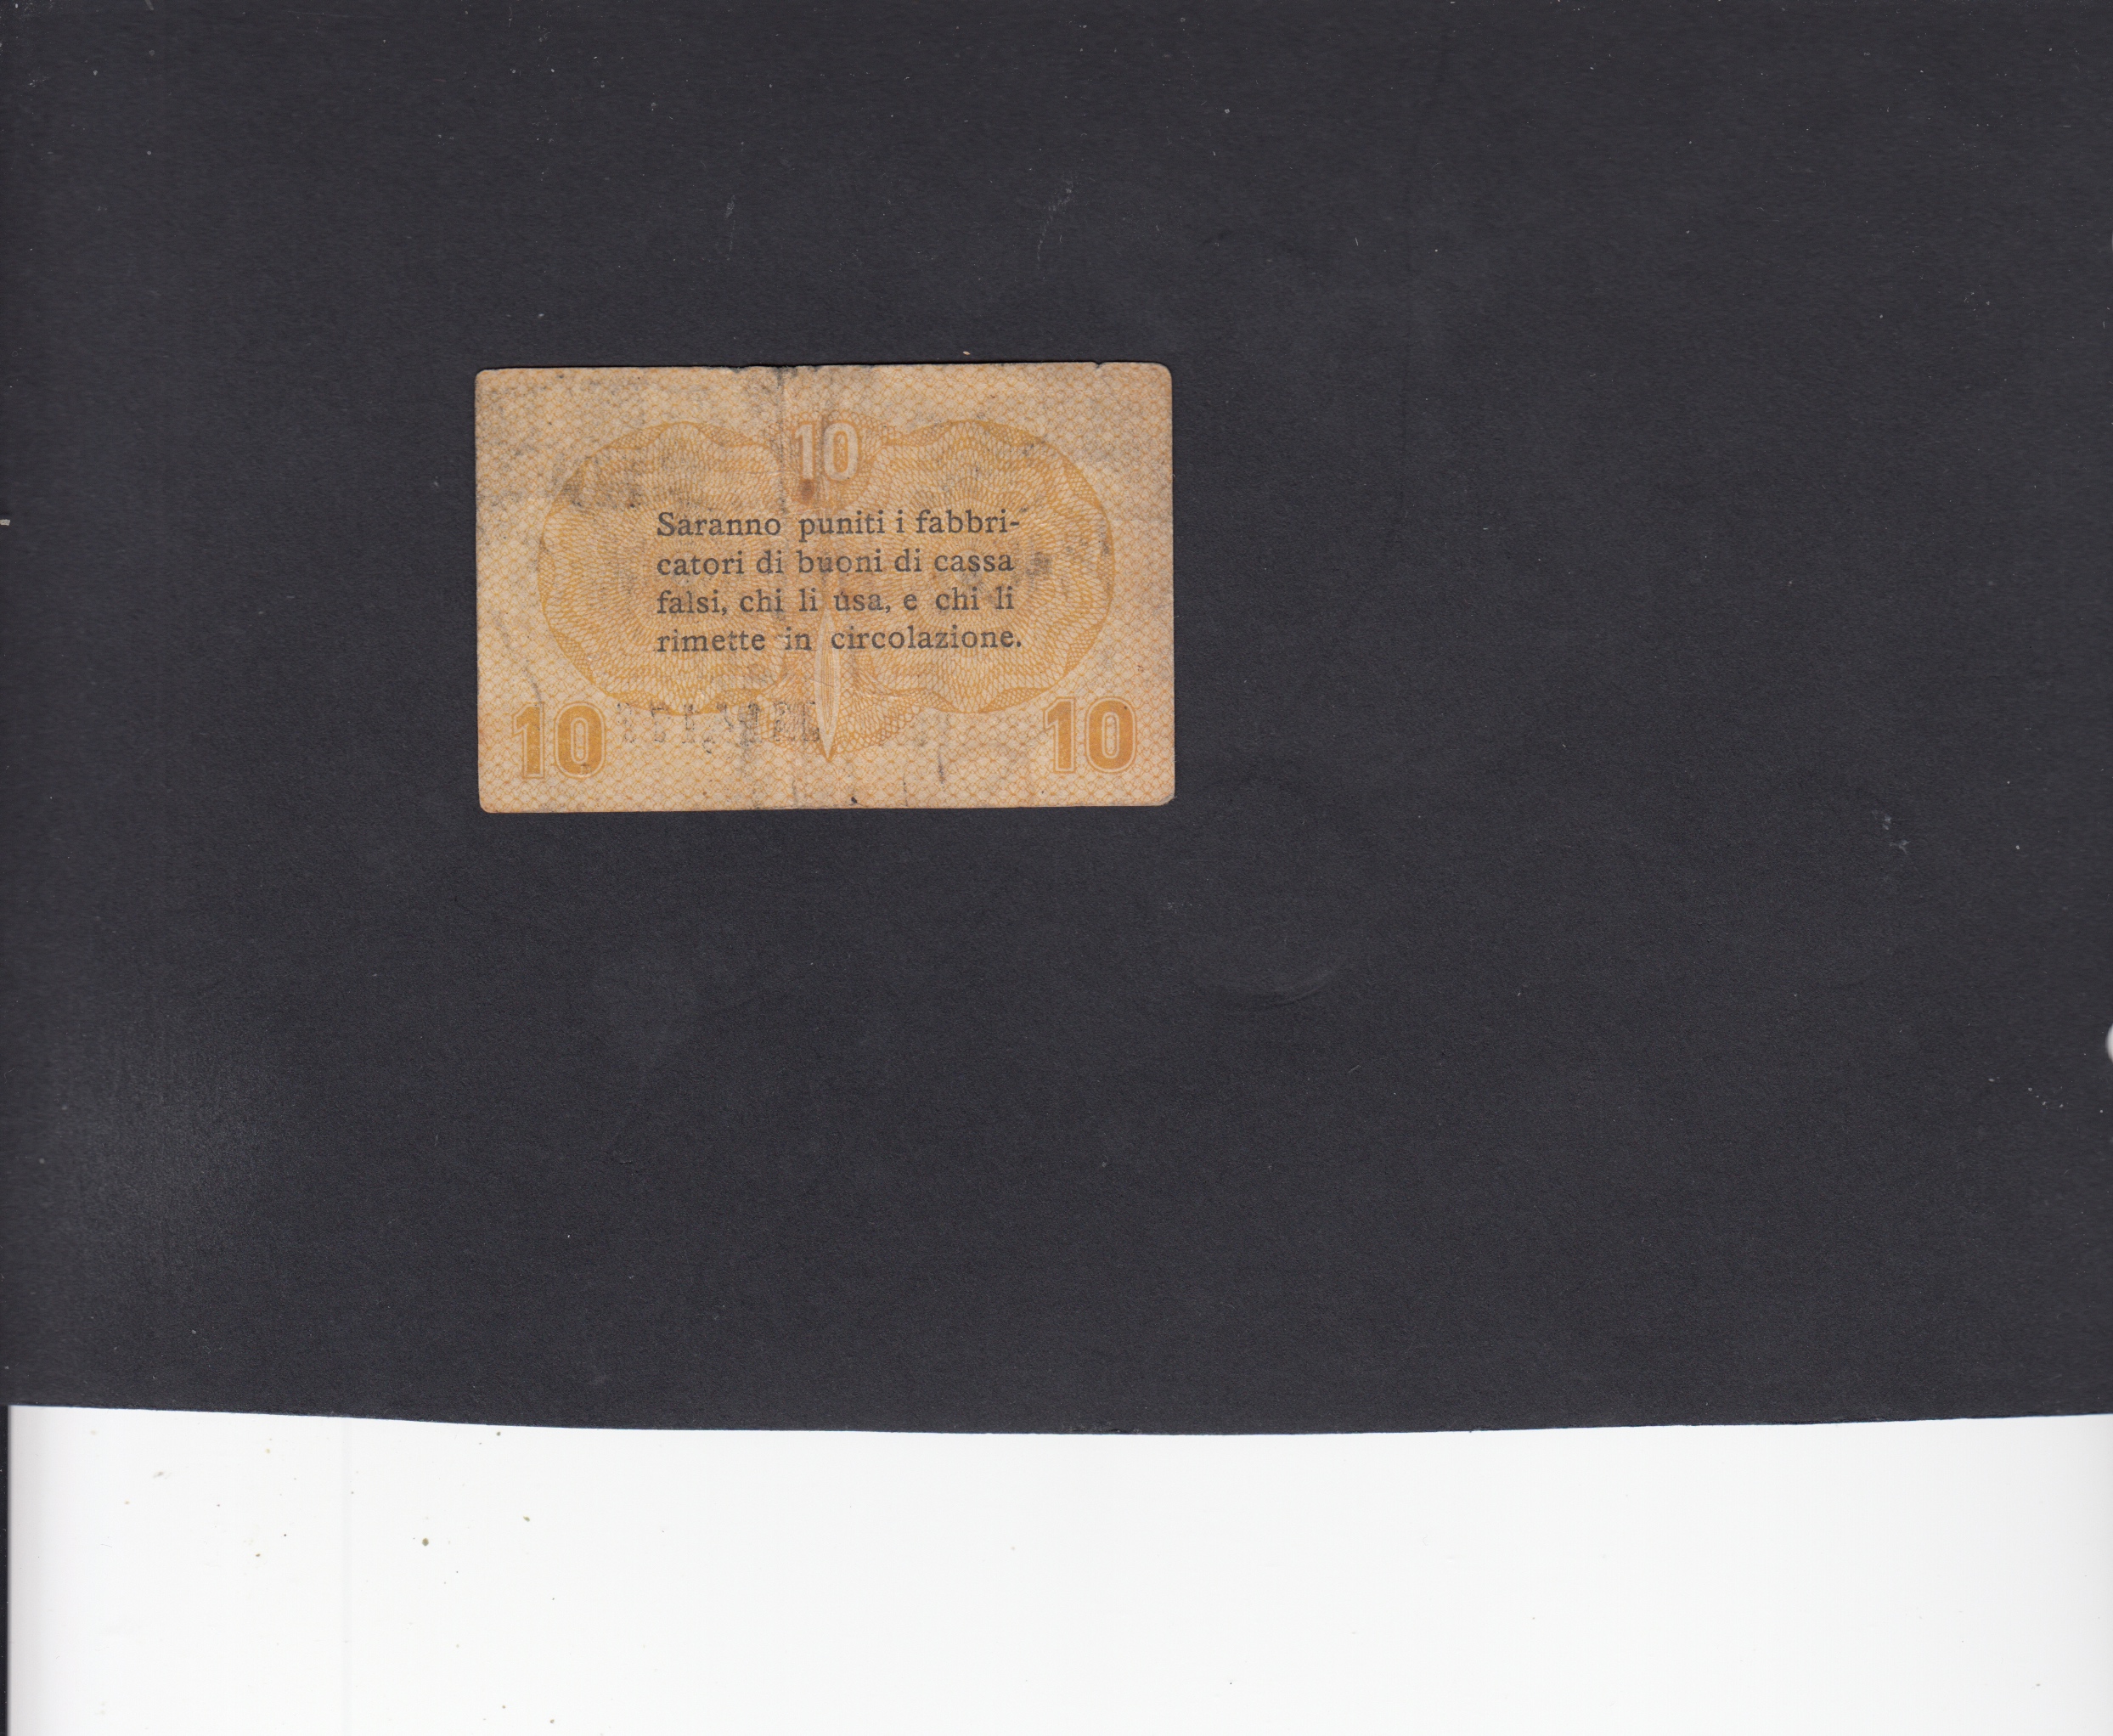 10
Saranno puniti i fabbri-
catori di buoni di cassa
falsi, chi li usa, e chi li
rimette in circolazione.
10 10